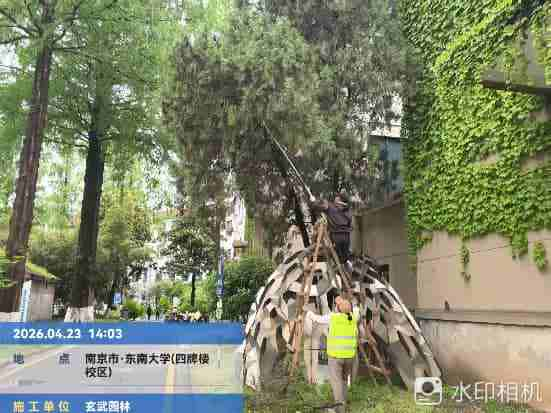 2026.04.23 14:03
地 点 南京市·东南大学(四牌楼
校区)
施工单位 玄武园林
水印相机